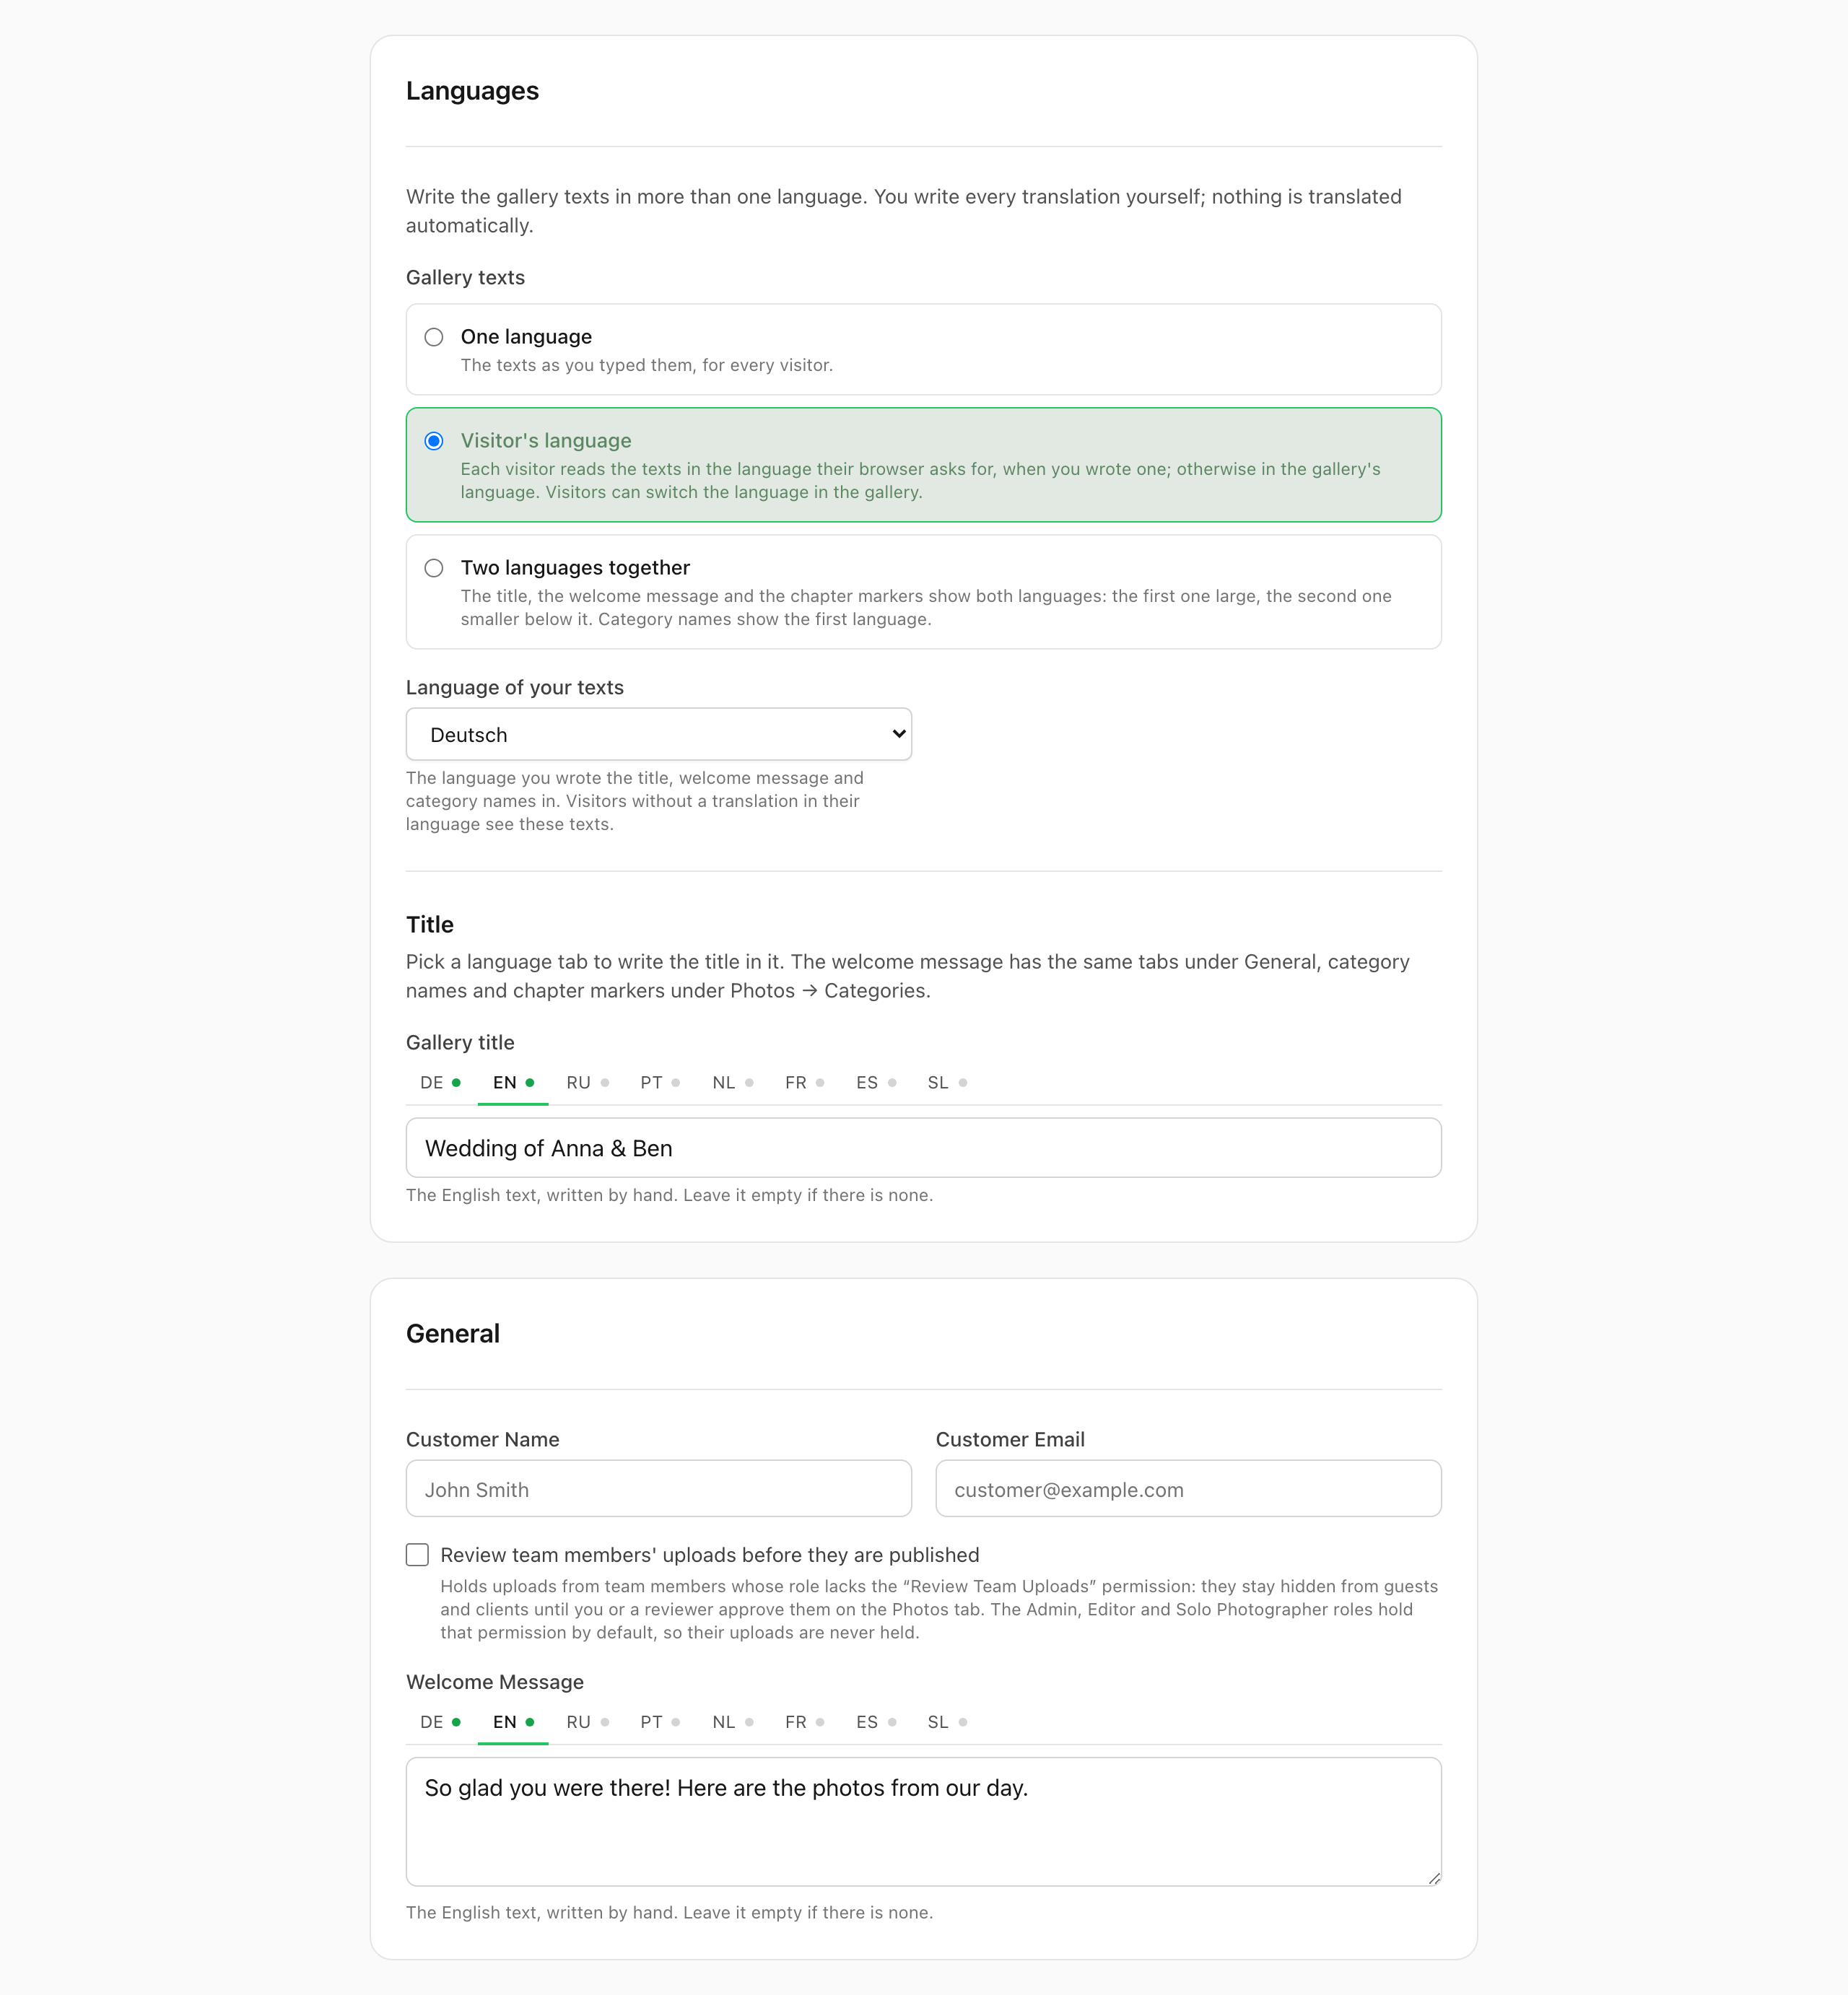 Languages
Write the gallery texts in more than one language. You write every translation yourself; nothing is translated
automatically.
Gallery texts
One language
The texts as you typed them, for every visitor.
Visitor's language
Each visitor reads the texts in the language their browser asks for, when you wrote one; otherwise in the gallery's
language. Visitors can switch the language in the gallery.
Two languages together
The title, the welcome message and the chapter markers show both languages: the first one large, the second one
smaller below it. Category names show the first language.
Language of your texts
Deutsch
The language you wrote the title, welcome message and
category names in. Visitors without a translation in their
language see these texts.
Title
Pick a language tab to write the title in it. The welcome message has the same tabs under General, category
names and chapter markers under Photos → Categories.
Gallery title
DE EN RU PT NL FR ES SL
Wedding of Anna & Ben
The English text, written by hand. Leave it empty if there is none.
General
Customer Name Customer Email
John Smith customer@example.com
Review team members' uploads before they are published
Holds uploads from team members whose role lacks the “Review Team Uploads” permission: they stay hidden from guests
and clients until you or a reviewer approve them on the Photos tab. The Admin, Editor and Solo Photographer roles hold
that permission by default, so their uploads are never held.
Welcome Message
DE EN RU PT NL FR ES SL
So glad you were there! Here are the photos from our day.
The English text, written by hand. Leave it empty if there is none.